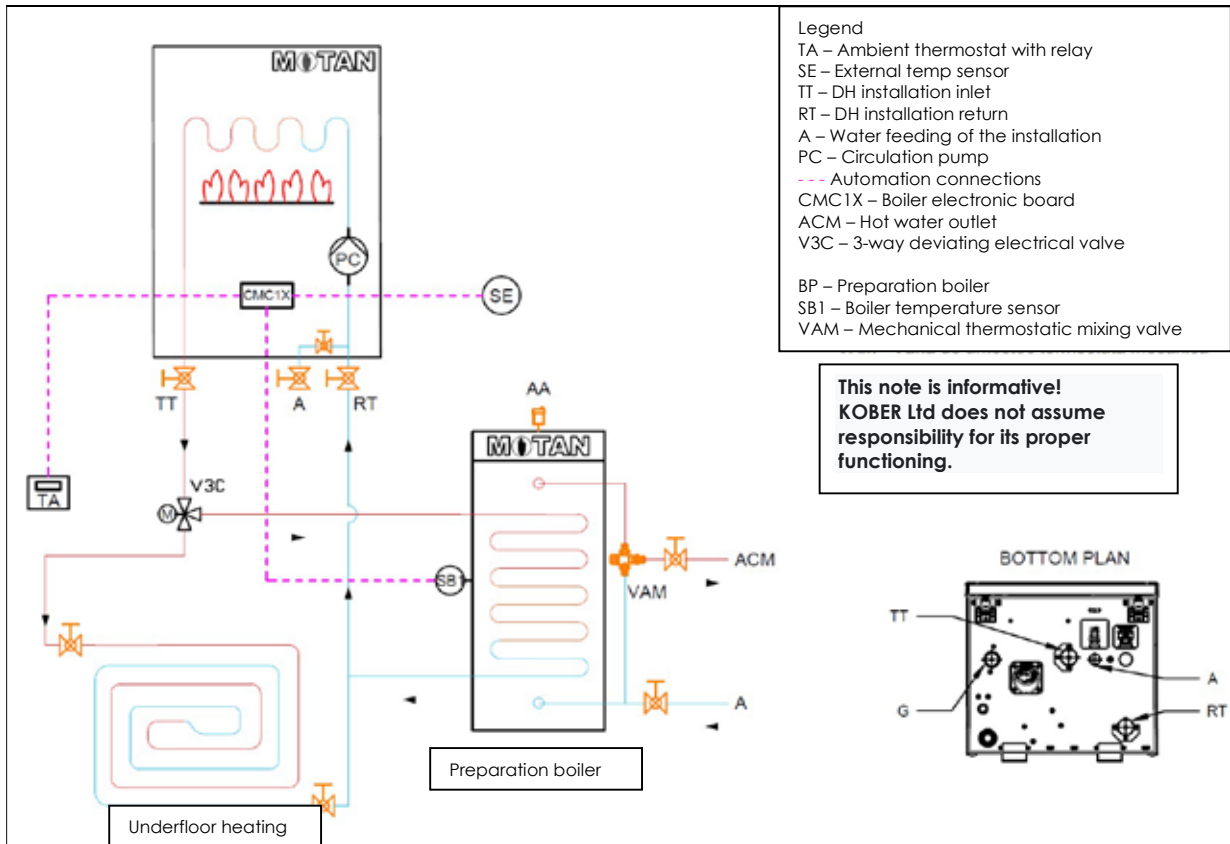 MOTAN
PC
CMC1X
SE
TT
A
RT
TA
V3C
M
AA
MOTAN
SB1
VAM
ACM
A
Preparation boiler
Underfloor heating
Legend
TA – Ambient thermostat with relay
SE – External temp sensor
TT – DH installation inlet
RT – DH installation return
A – Water feeding of the installation
PC – Circulation pump
- - - Automation connections
CMC1X – Boiler electronic board
ACM – Hot water outlet
V3C – 3-way deviating electrical valve
BP – Preparation boiler
SB1 – Boiler temperature sensor
VAM – Mechanical thermostatic mixing valve
This note is informative!
KOBER Ltd does not assume
responsibility for its proper
functioning.
BOTTOM PLAN
TT
G
A
RT